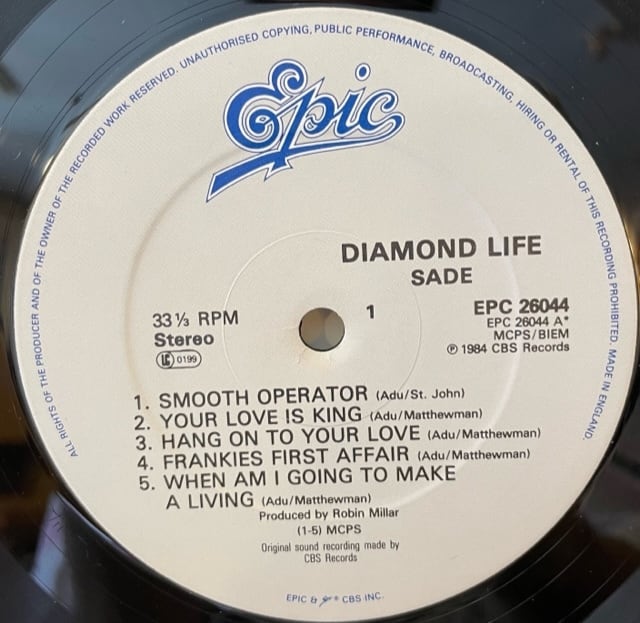 ALL RIGHTS OF THE PRODUCER AND OF THE OWNER OF THE RECORDED WORK RESERVED. UNAUTHORISED COPYING, PUBLIC PERFORMANCE, BROADCASTING, HIRING OR RENTAL OF THIS RECORDING PROHIBITED. MADE IN ENGLAND.
Epic
DIAMOND LIFE
SADE
33 1/3 RPM
Stereo
LC 0199
1
EPC 26044
EPC 26044 A*
MCPS/BIEM
℗ 1984 CBS Records
1. SMOOTH OPERATOR (Adu/St. John)
2. YOUR LOVE IS KING (Adu/Matthewman)
3. HANG ON TO YOUR LOVE (Adu/Matthewman)
4. FRANKIES FIRST AFFAIR (Adu/Matthewman)
5. WHEN AM I GOING TO MAKE
A LIVING (Adu/Matthewman)
Produced by Robin Millar
(1-5) MCPS
Original sound recording made by
CBS Records
EPIC & CBS INC.